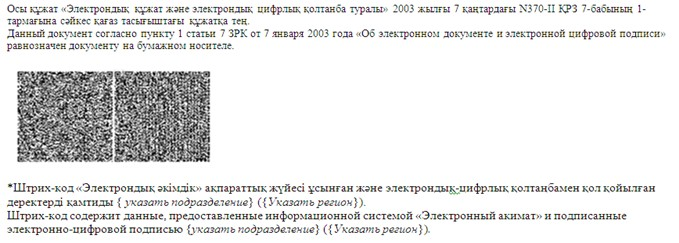 Осы құжат «Электрондық құжат және электрондық цифрлық қолтанба туралы» 2003 жылғы 7 қаңтардағы N370-II ҚРЗ 7-бабының 1-
тармағына сәйкес қағаз тасығыштағы құжатқа тең.
Данный документ согласно пункту 1 статьи 7 ЗРК от 7 января 2003 года «Об электронном документе и электронной цифровой подписи»
равнозначен документу на бумажном носителе.
*Штрих-код «Электрондық әкімдік» ақпараттық жүйесі ұсынған және электрондық-цифрлық қолтанбамен қол қойылған
деректерді қамтиды { указать подразделение} ({Указать регион}).
Штрих-код содержит данные, предоставленные информационной системой «Электронный акимат» и подписанные
электронно-цифровой подписью {указать подразделение} ({Указать регион}).